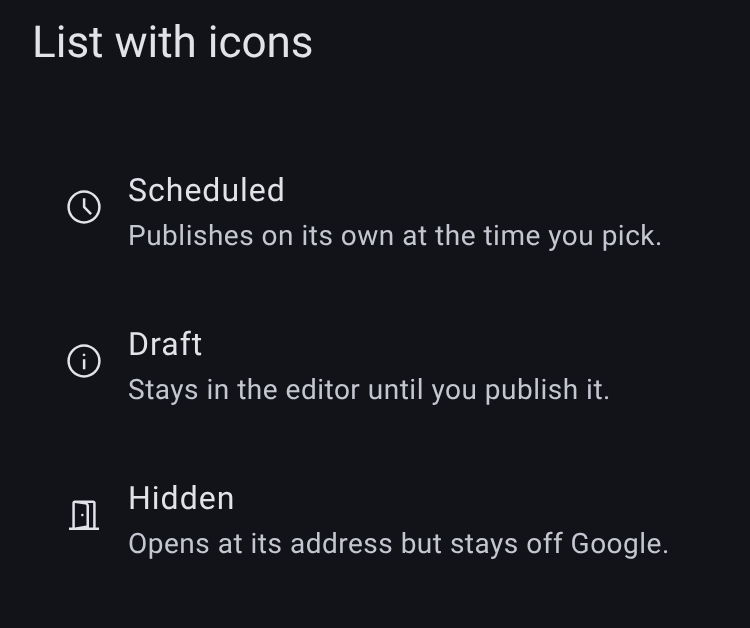 List with icons
Scheduled
Publishes on its own at the time you pick.
Draft
Stays in the editor until you publish it.
Hidden
Opens at its address but stays off Google.